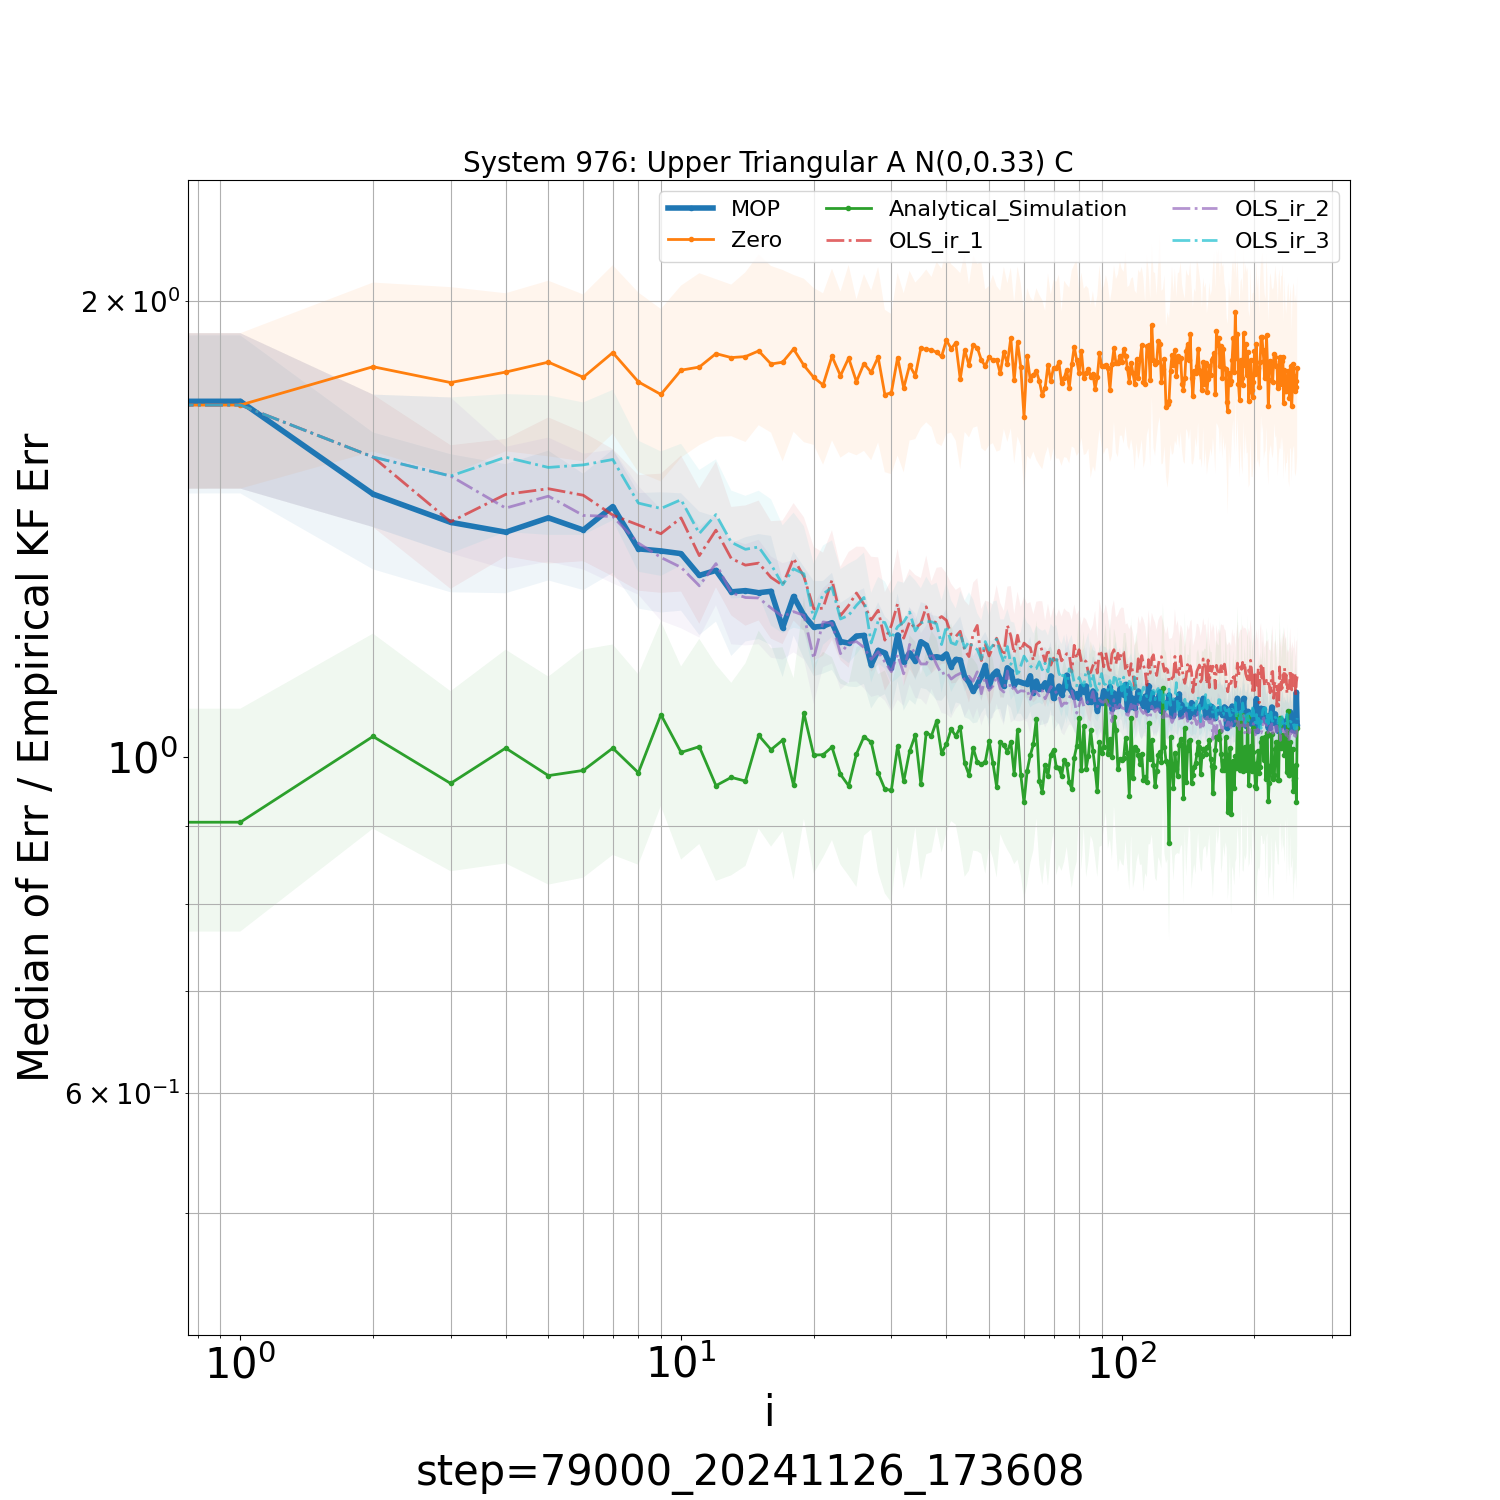 System 976: Upper Triangular A N(0,0.33) C
MOP
Zero
Analytical_Simulation
OLS_ir_1
OLS_ir_2
OLS_ir_3
Median of Err / Empirical KF Err
2 × 10⁰
10⁰
6 × 10⁻¹
10⁰
10¹
10²
i
step=79000_20241126_173608